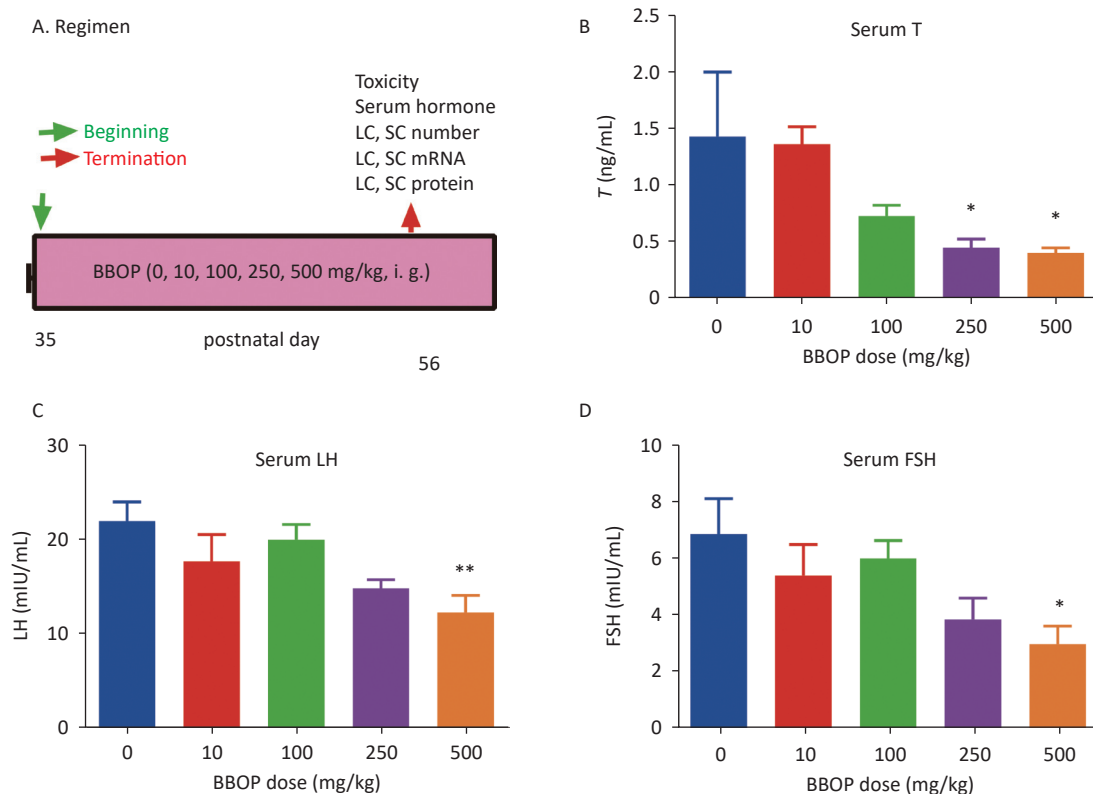 A. Regimen
Beginning
Termination
Toxicity
Serum hormone
LC, SC number
LC, SC mRNA
LC, SC protein
BBOP (0, 10, 100, 250, 500 mg/kg, i. g.)
35
postnatal day
56
B
Serum T
T (ng/mL)
2.5
2.0
1.5
1.0
0.5
0
*
*
0 10 100 250 500
BBOP dose (mg/kg)
C
Serum LH
LH (mIU/mL)
30
20
10
0
**
0 10 100 250 500
BBOP dose (mg/kg)
D
Serum FSH
FSH (mIU/mL)
10
8
6
4
2
0
*
0 10 100 250 500
BBOP dose (mg/kg)